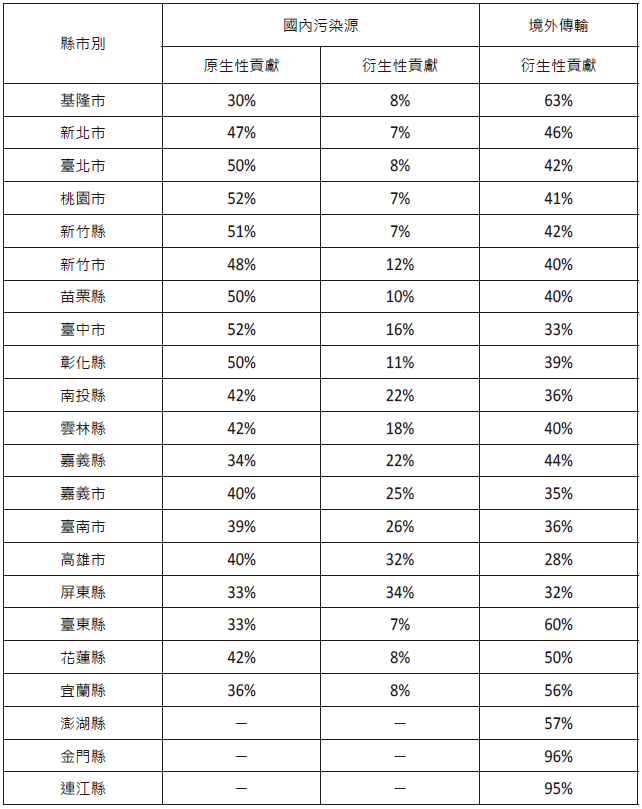 縣市別 國內污染源 境外傳輸
原生性貢獻 衍生性貢獻 衍生性貢獻
基隆市 30% 8% 63%
新北市 47% 7% 46%
臺北市 50% 8% 42%
桃園市 52% 7% 41%
新竹縣 51% 7% 42%
新竹市 48% 12% 40%
苗栗縣 50% 10% 40%
臺中市 52% 16% 33%
彰化縣 50% 11% 39%
南投縣 42% 22% 36%
雲林縣 42% 18% 40%
嘉義縣 34% 22% 44%
嘉義市 40% 25% 35%
臺南市 39% 26% 36%
高雄市 40% 32% 28%
屏東縣 33% 34% 32%
臺東縣 33% 7% 60%
花蓮縣 42% 8% 50%
宜蘭縣 36% 8% 56%
澎湖縣 － － 57%
金門縣 － － 96%
連江縣 － － 95%